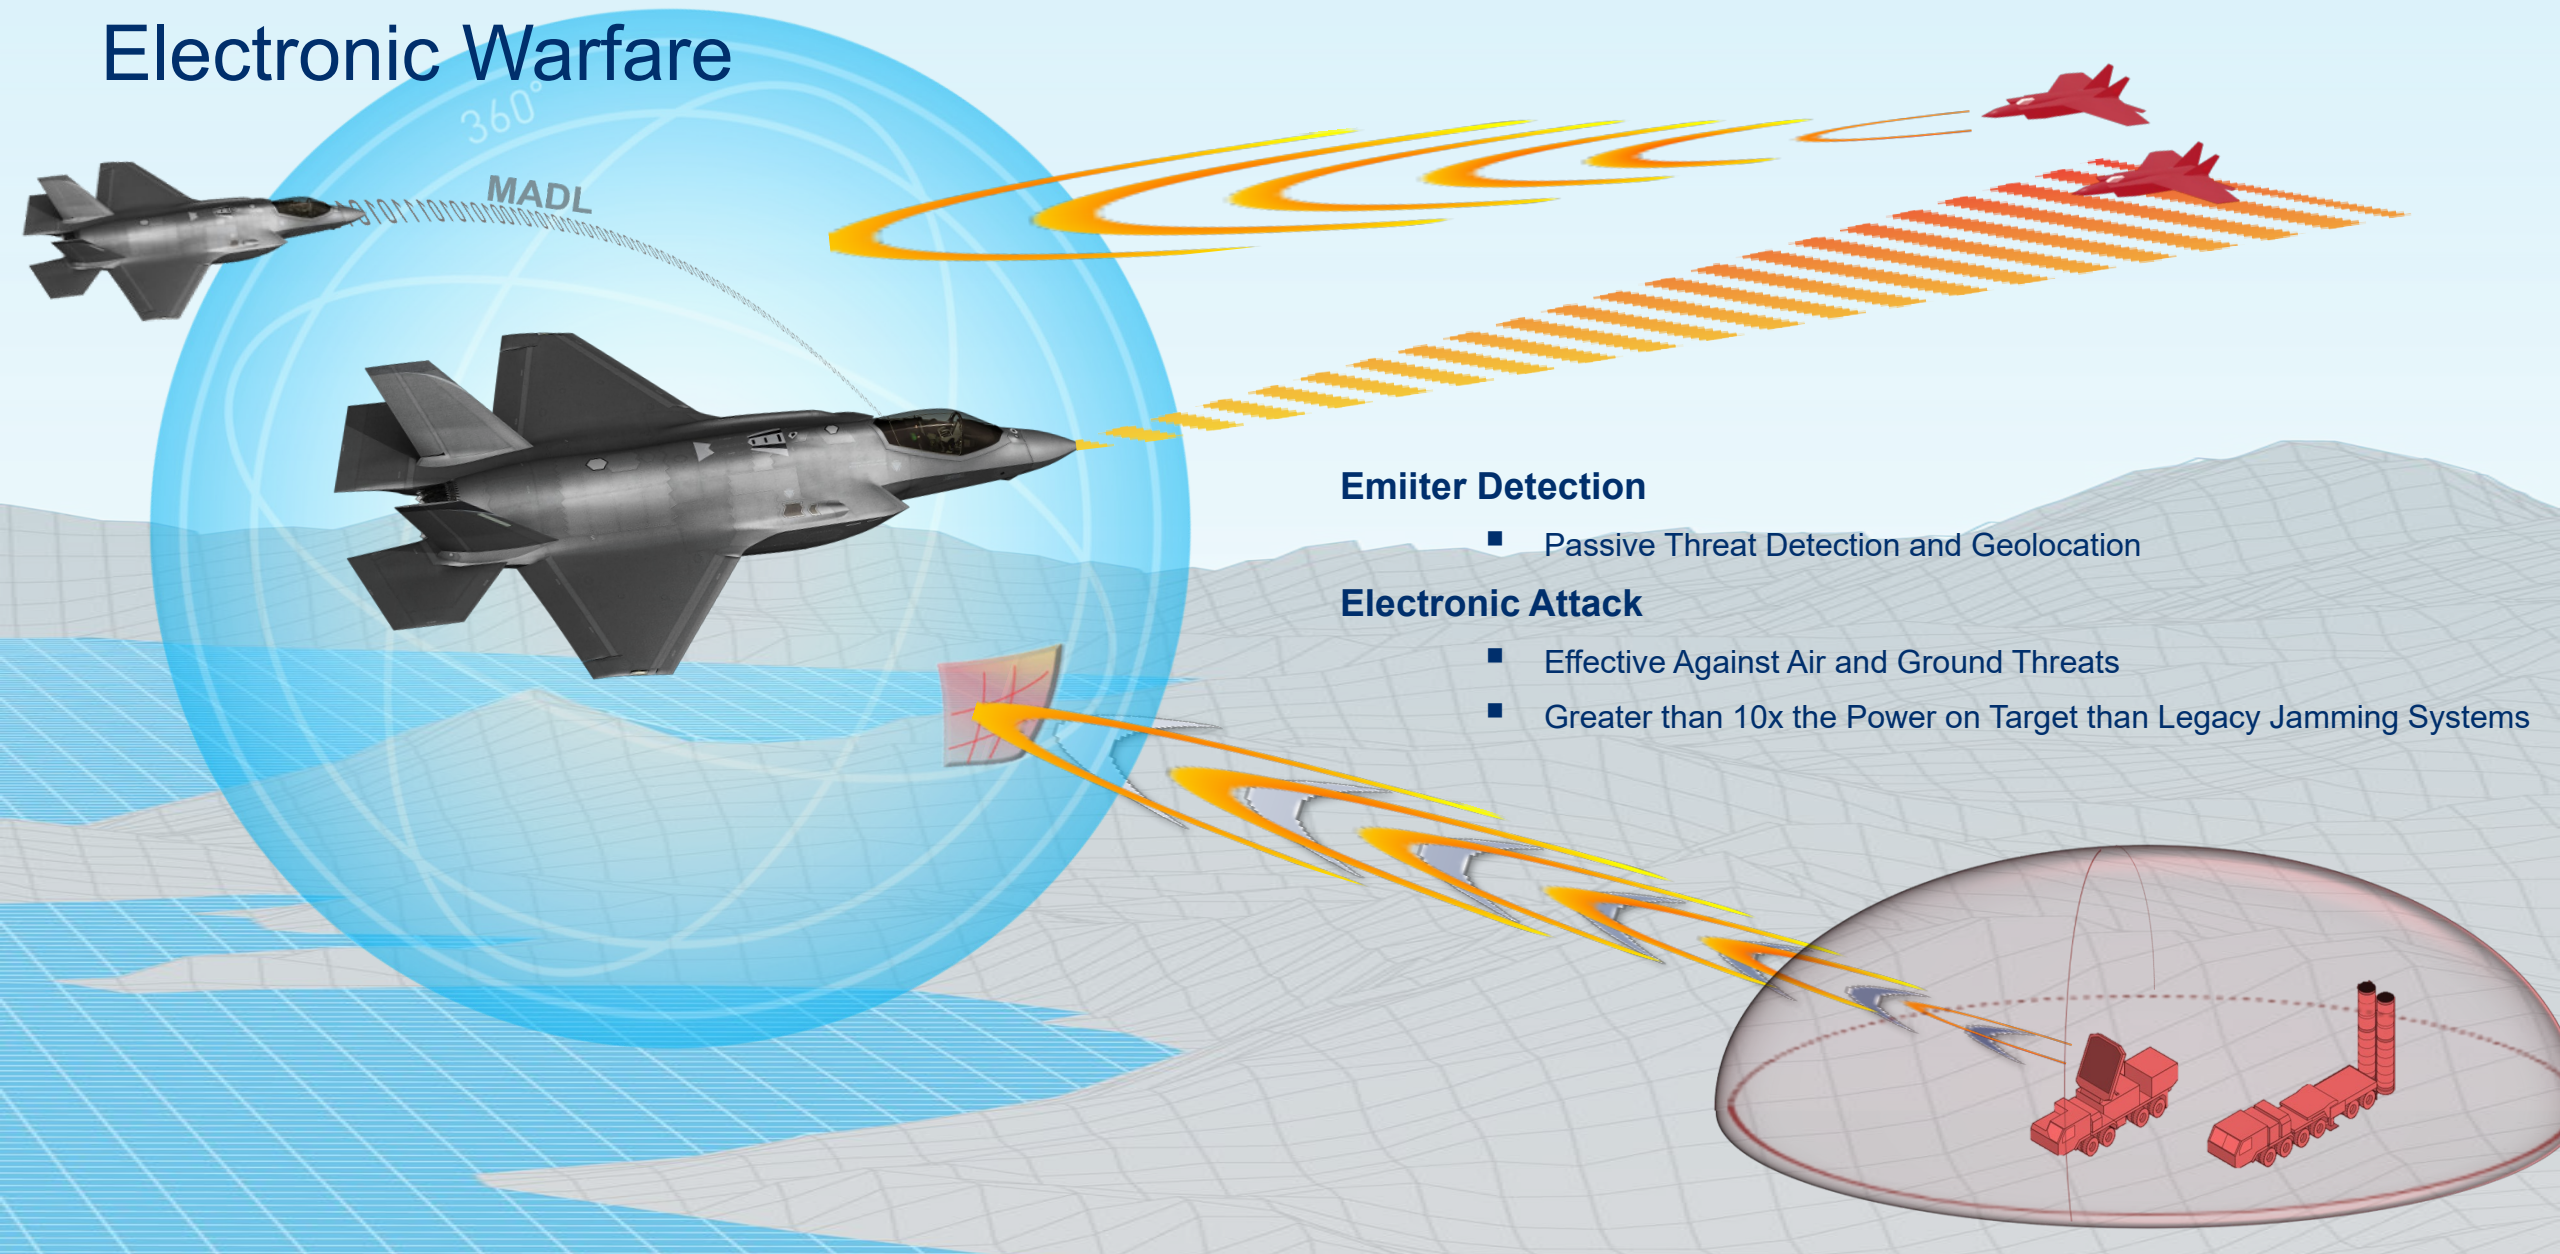 Electronic Warfare
360°
MADL
Emiiter Detection
▪ Passive Threat Detection and Geolocation
Electronic Attack
▪ Effective Against Air and Ground Threats
▪ Greater than 10x the Power on Target than Legacy Jamming Systems